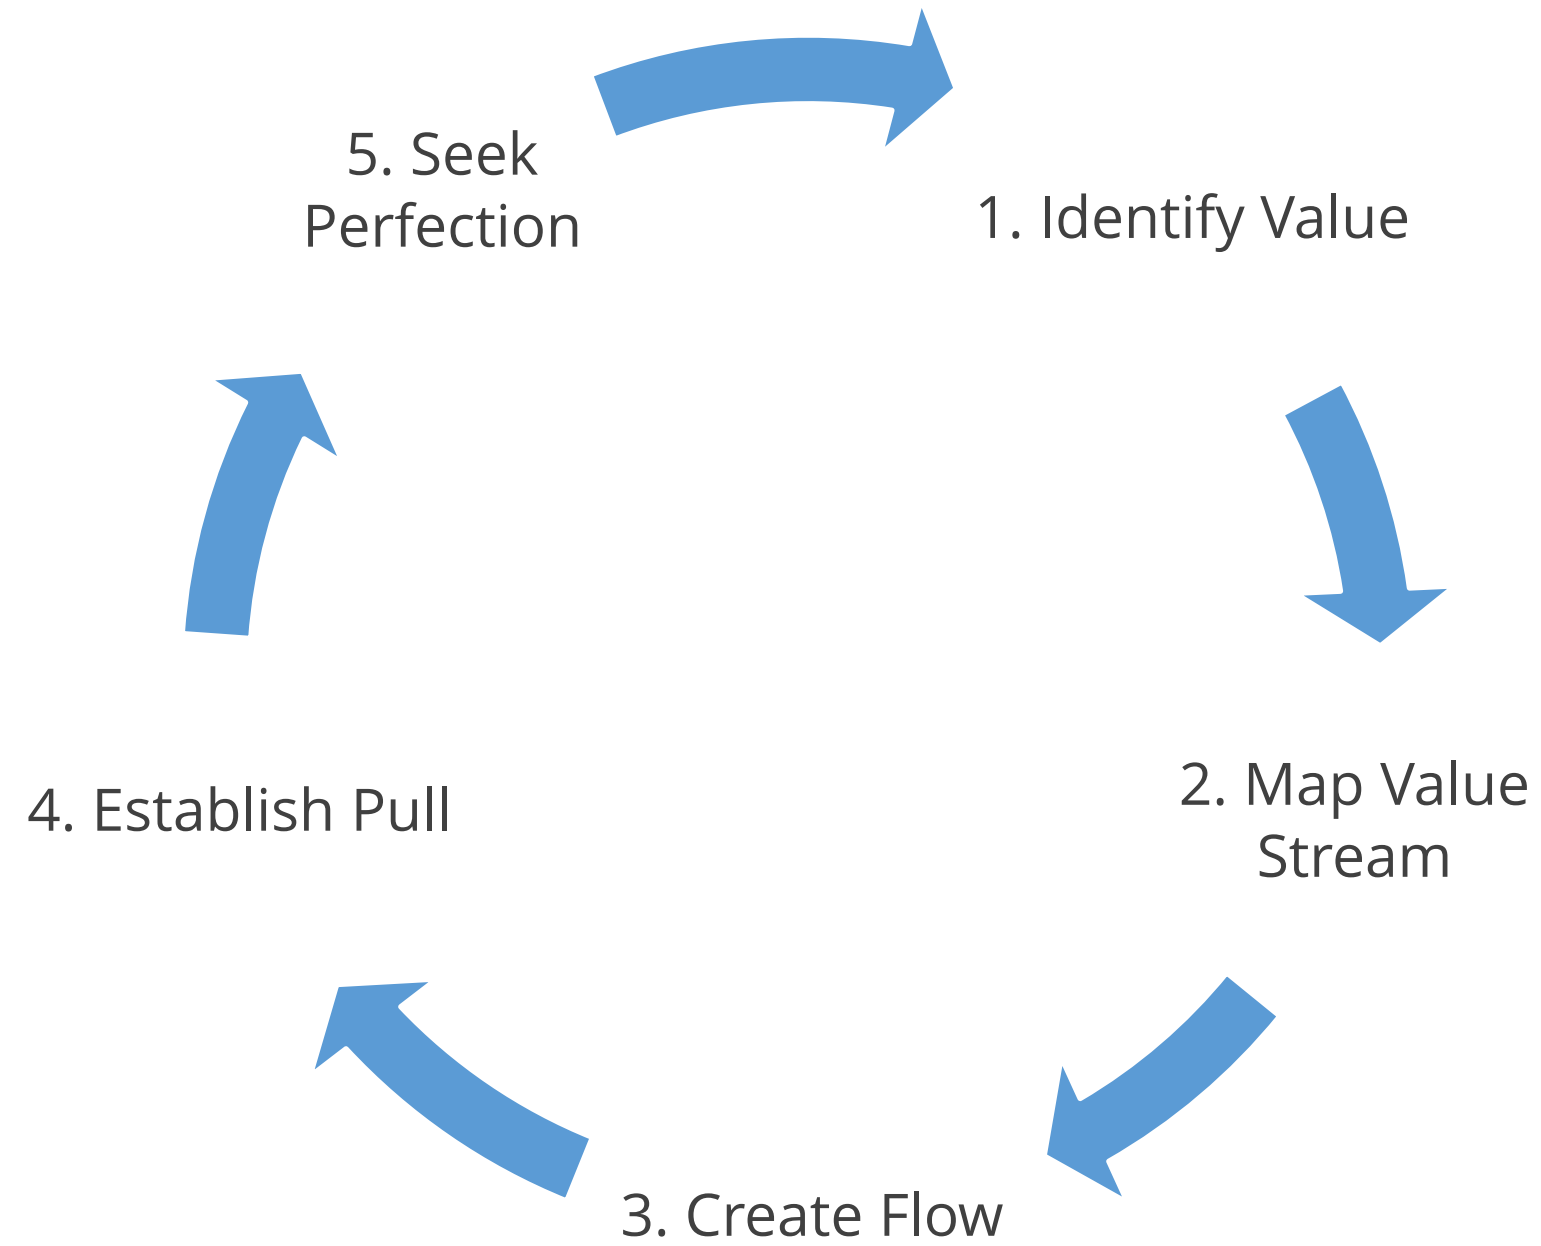 1. Identify Value
2. Map Value
Stream
3. Create Flow
4. Establish Pull
5. Seek
Perfection